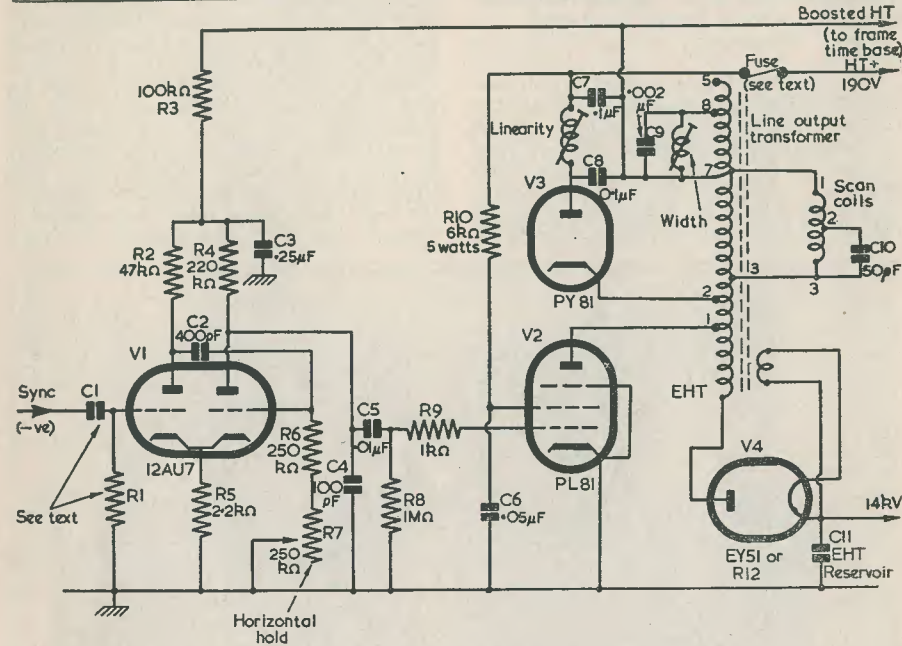 Boosted HT
(to frame
time base)
HT+
190V
Fuse
(see text)
100kΩ
R3
C7
·1μF
·002
μF
C9
5
8
7
Line output
transformer
Linearity
C8
0·1μF
V3
Width
1
Scan
coils
2
C10
50pF
3
3
R10
6kΩ
5 watts
R2
47kΩ
R4
220
kΩ
C3
·25μF
PY 81
2
1
C2
400pF
V1
V2
EHT
Sync
(-ve)
C1
C5
·01μF
R9
1kΩ
R6
250
kΩ
C4
100
pF
V4
12AU7
PL81
R1
See text
R5
2·2kΩ
R8
1MΩ
C6
·05μF
R7
250
kΩ
14kV
EY51 or
R12
C11
EHT
Reservoir
Horizontal
hold